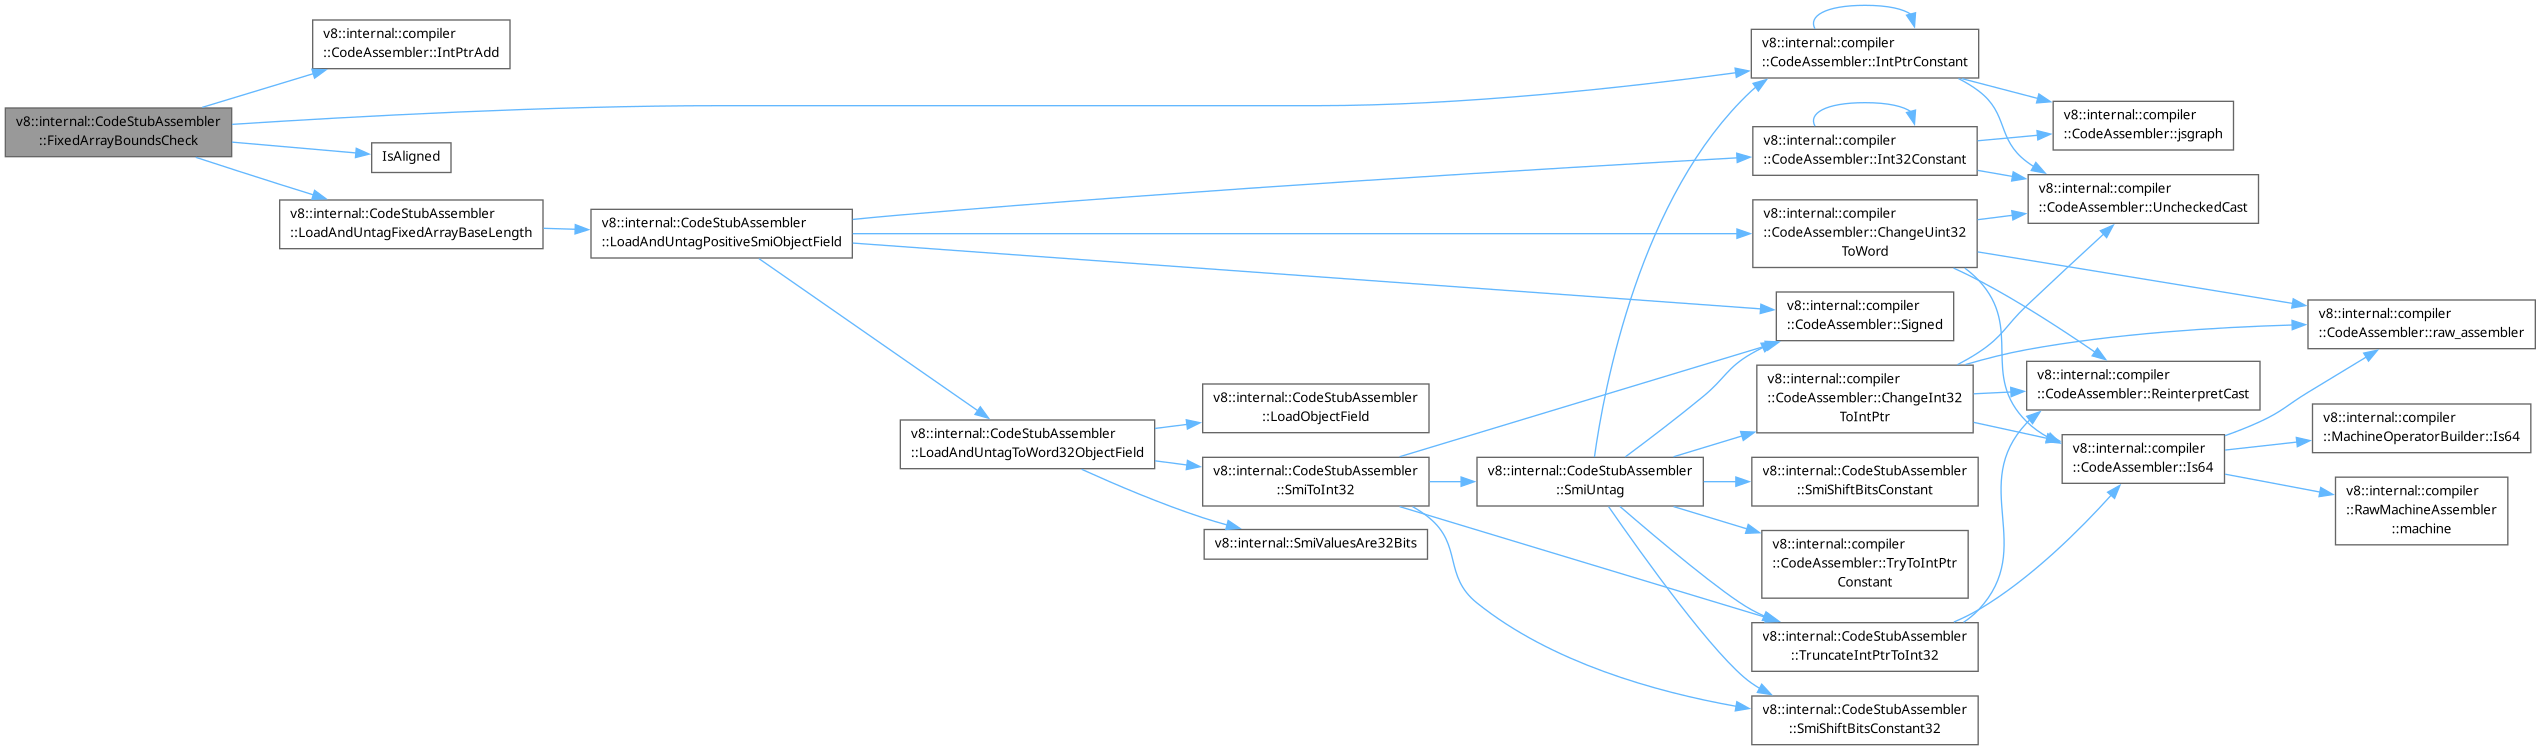 v8::internal::CodeStubAssembler
::FixedArrayBoundsCheck
v8::internal::compiler
::CodeAssembler::IntPtrAdd
IsAligned
v8::internal::CodeStubAssembler
::LoadAndUntagFixedArrayBaseLength
v8::internal::CodeStubAssembler
::LoadAndUntagPositiveSmiObjectField
v8::internal::CodeStubAssembler
::LoadAndUntagToWord32ObjectField
v8::internal::CodeStubAssembler
::LoadObjectField
v8::internal::CodeStubAssembler
::SmiToInt32
v8::internal::SmiValuesAre32Bits
v8::internal::CodeStubAssembler
::SmiUntag
v8::internal::compiler
::CodeAssembler::IntPtrConstant
v8::internal::compiler
::CodeAssembler::Int32Constant
v8::internal::compiler
::CodeAssembler::ChangeUint32
ToWord
v8::internal::compiler
::CodeAssembler::Signed
v8::internal::compiler
::CodeAssembler::ChangeInt32
ToIntPtr
v8::internal::CodeStubAssembler
::SmiShiftBitsConstant
v8::internal::compiler
::CodeAssembler::TryToIntPtr
Constant
v8::internal::CodeStubAssembler
::TruncateIntPtrToInt32
v8::internal::CodeStubAssembler
::SmiShiftBitsConstant32
v8::internal::compiler
::CodeAssembler::jsgraph
v8::internal::compiler
::CodeAssembler::UncheckedCast
v8::internal::compiler
::CodeAssembler::ReinterpretCast
v8::internal::compiler
::CodeAssembler::Is64
v8::internal::compiler
::CodeAssembler::raw_assembler
v8::internal::compiler
::MachineOperatorBuilder::Is64
v8::internal::compiler
::RawMachineAssembler
::machine